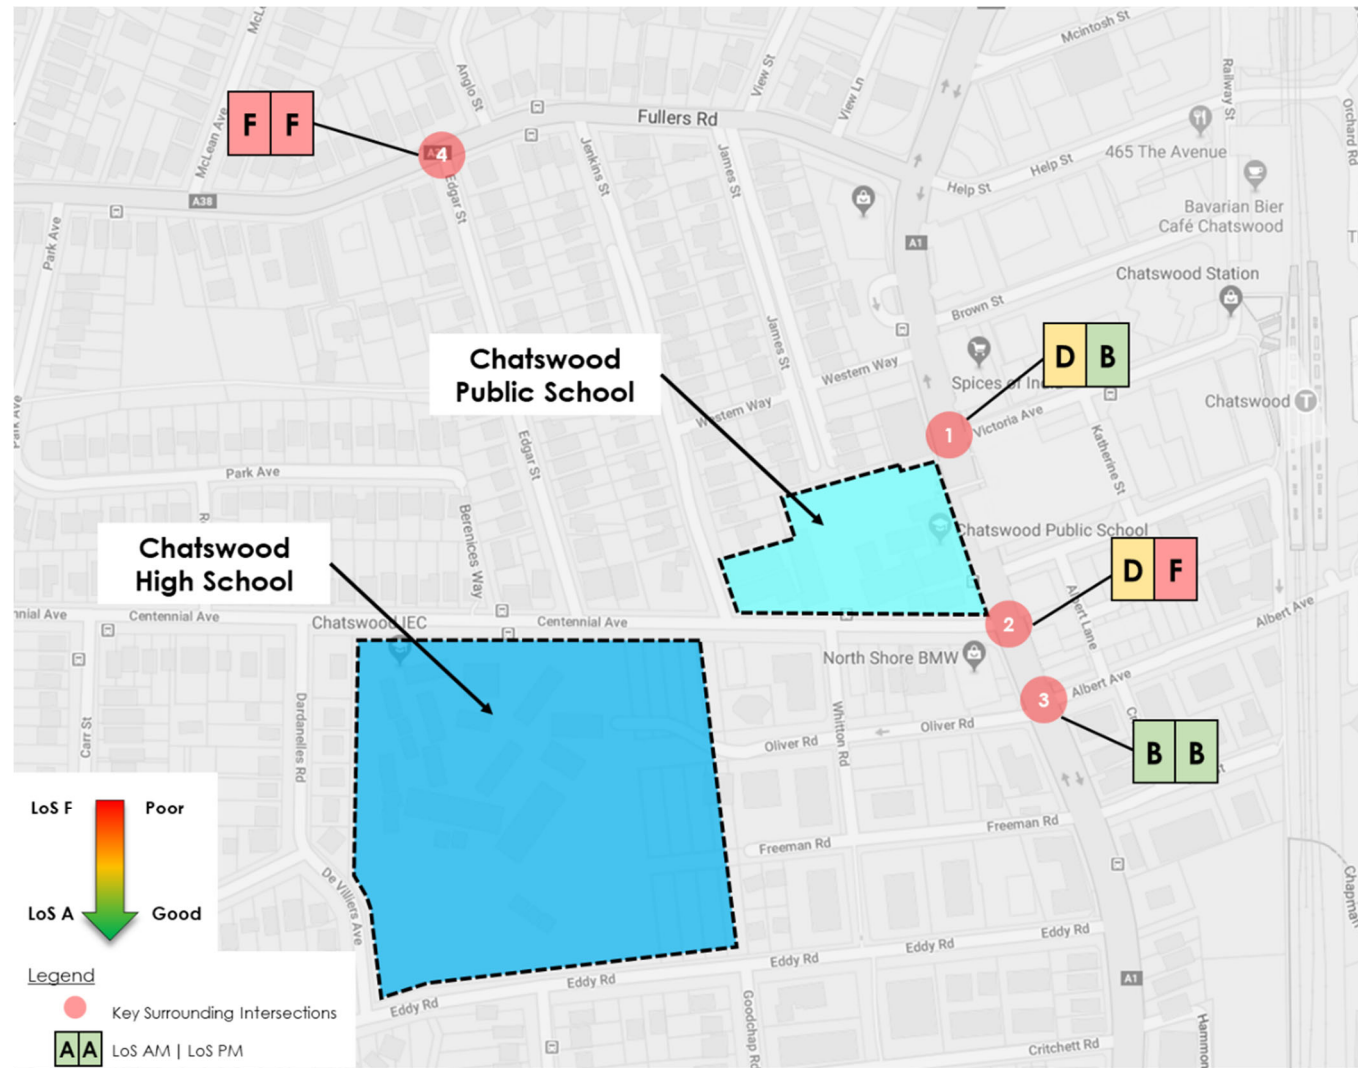 Mcintosh St
Railway St
Orchard Rd
View St
View Ln
Anglo St
McLean Ave
F F
4
Fullers Rd
465 The Avenue
Help St
Help St
Jenkins St
James St
Edgar St
A38
Bavarian Bier
Café Chatswood
Park Ave
A1
Chatswood Station
Brown St
D B
Chatswood
Public School
James St
Western Way
Spices of
Chatswood
Western Way
1
Victoria Ave
Katherine St
Park Ave
Edgar St
Park Ave
Berenices Way
Chatswood Public School
Chatswood
High School
D F
Albert Lane
Albert Ave
Centennial Ave
Chatswood IEC
Centennial Ave
2
North Shore BMW
Albert Ave
3
Carr St
Dardanelles Rd
Whitton Rd
Oliver Rd
Oliver Rd
B B
LoS F
Poor
Freeman Rd
Freeman Rd
LoS A
Good
De Villiers Ave
Chapman
Eddy Rd
Eddy Rd
Eddy Rd
Eddy Rd
Eddy Rd
A1
Goodchap Rd
Critchett Rd
Legend
Key Surrounding Intersections
A A LoS AM | LoS PM